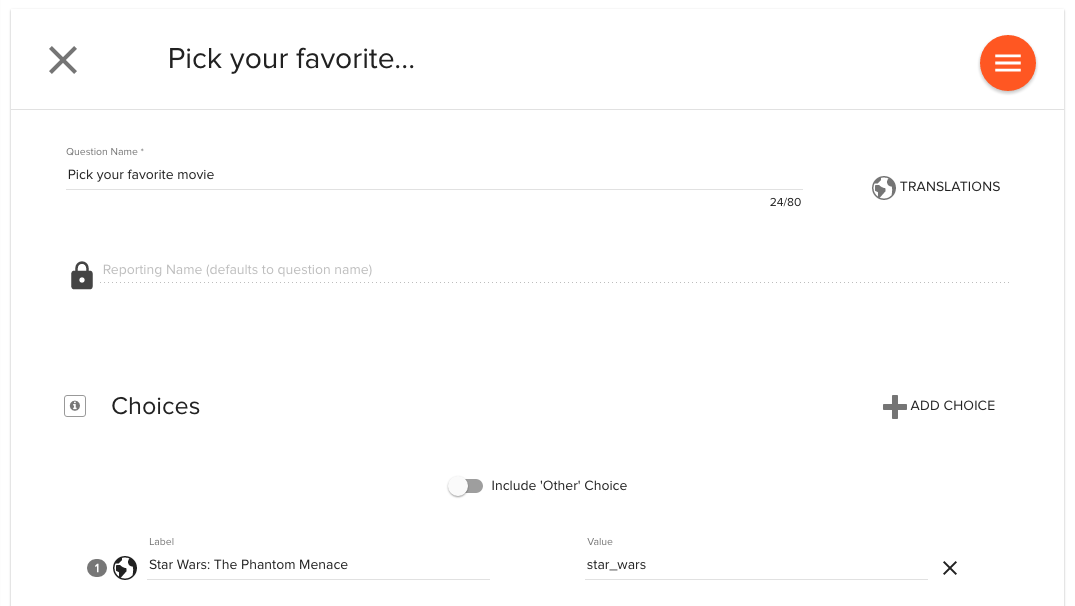 Pick your favorite...
Question Name *
Pick your favorite movie
TRANSLATIONS
24/80
Reporting Name (defaults to question name)
Choices
ADD CHOICE
Include 'Other' Choice
Label
Value
1
Star Wars: The Phantom Menace
star_wars